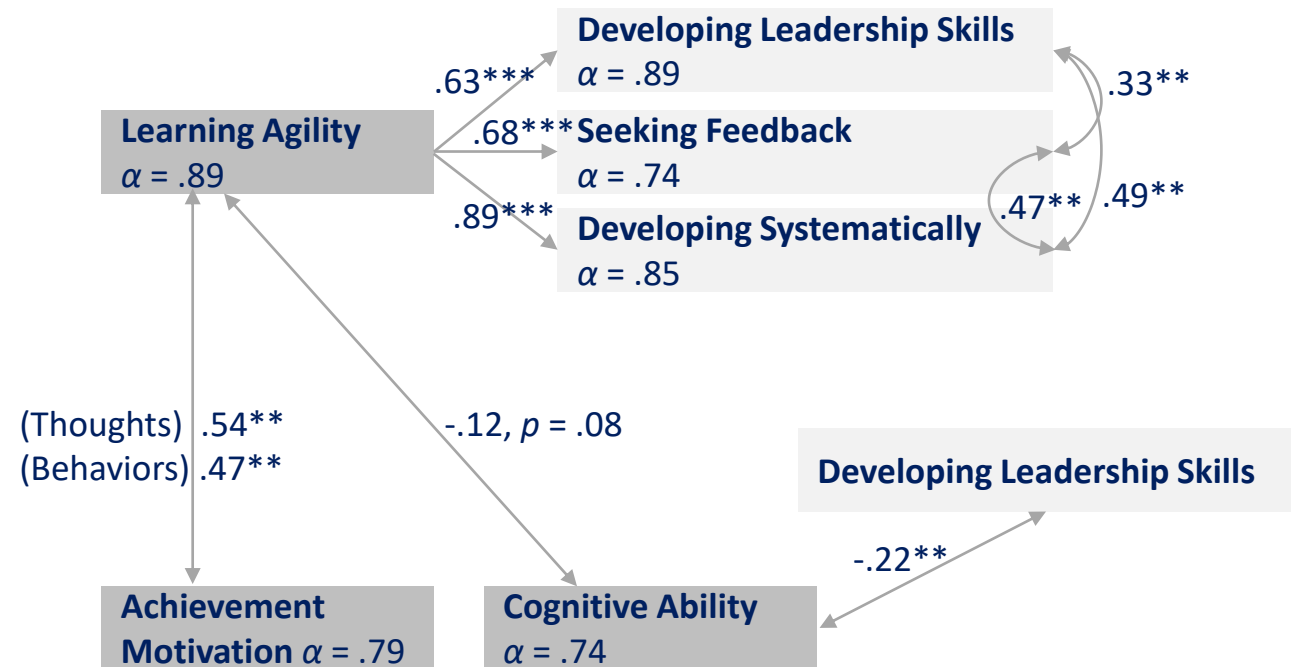 Developing Leadership Skills
α = .89
.63***
.33**
Learning Agility
α = .89
.68***
Seeking Feedback
α = .74
.47**
.49**
.89***
Developing Systematically
α = .85
(Thoughts) .54**
(Behaviors) .47**
-.12, p = .08
Developing Leadership Skills
-.22**
Achievement
Motivation α = .79
Cognitive Ability
α = .74